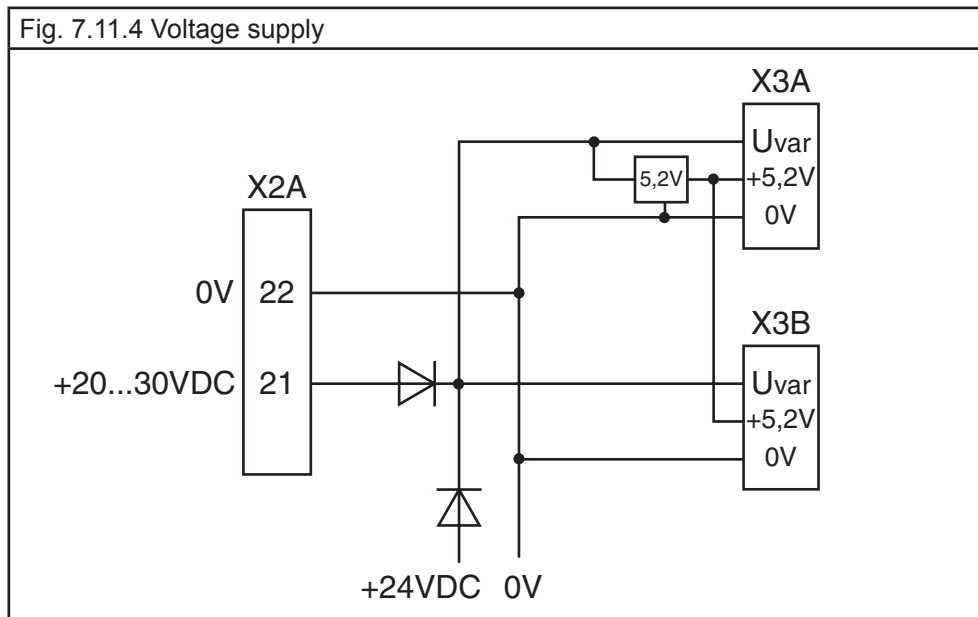 Fig. 7.11.4 Voltage supply
X3A
Uvar
5,2V
+5,2V
0V
X2A
0V 22
+20...30VDC 21
X3B
Uvar
+5,2V
0V
+24VDC 0V